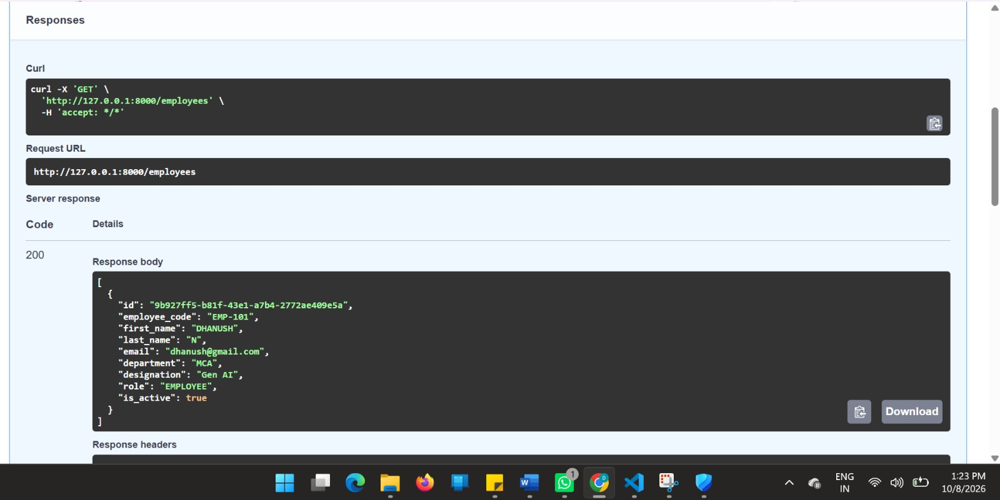 Responses
Curl
curl -X 'GET' \
  'http://127.0.0.1:8000/employees' \
  -H 'accept: */*'
Request URL
http://127.0.0.1:8000/employees
Server response
Code Details
200
Response body
[
  {
    "id": "9b927ff5-b81f-43e1-a7b4-2772ae409e5a",
    "employee_code": "EMP-101",
    "first_name": "DHANUSH",
    "last_name": "N",
    "email": "dhanush@gmail.com",
    "department": "MCA",
    "designation": "Gen AI",
    "role": "EMPLOYEE",
    "is_active": true
  }
]
Download
Response headers
W
1
D
ENG
IN
1:23 PM
10/8/2026